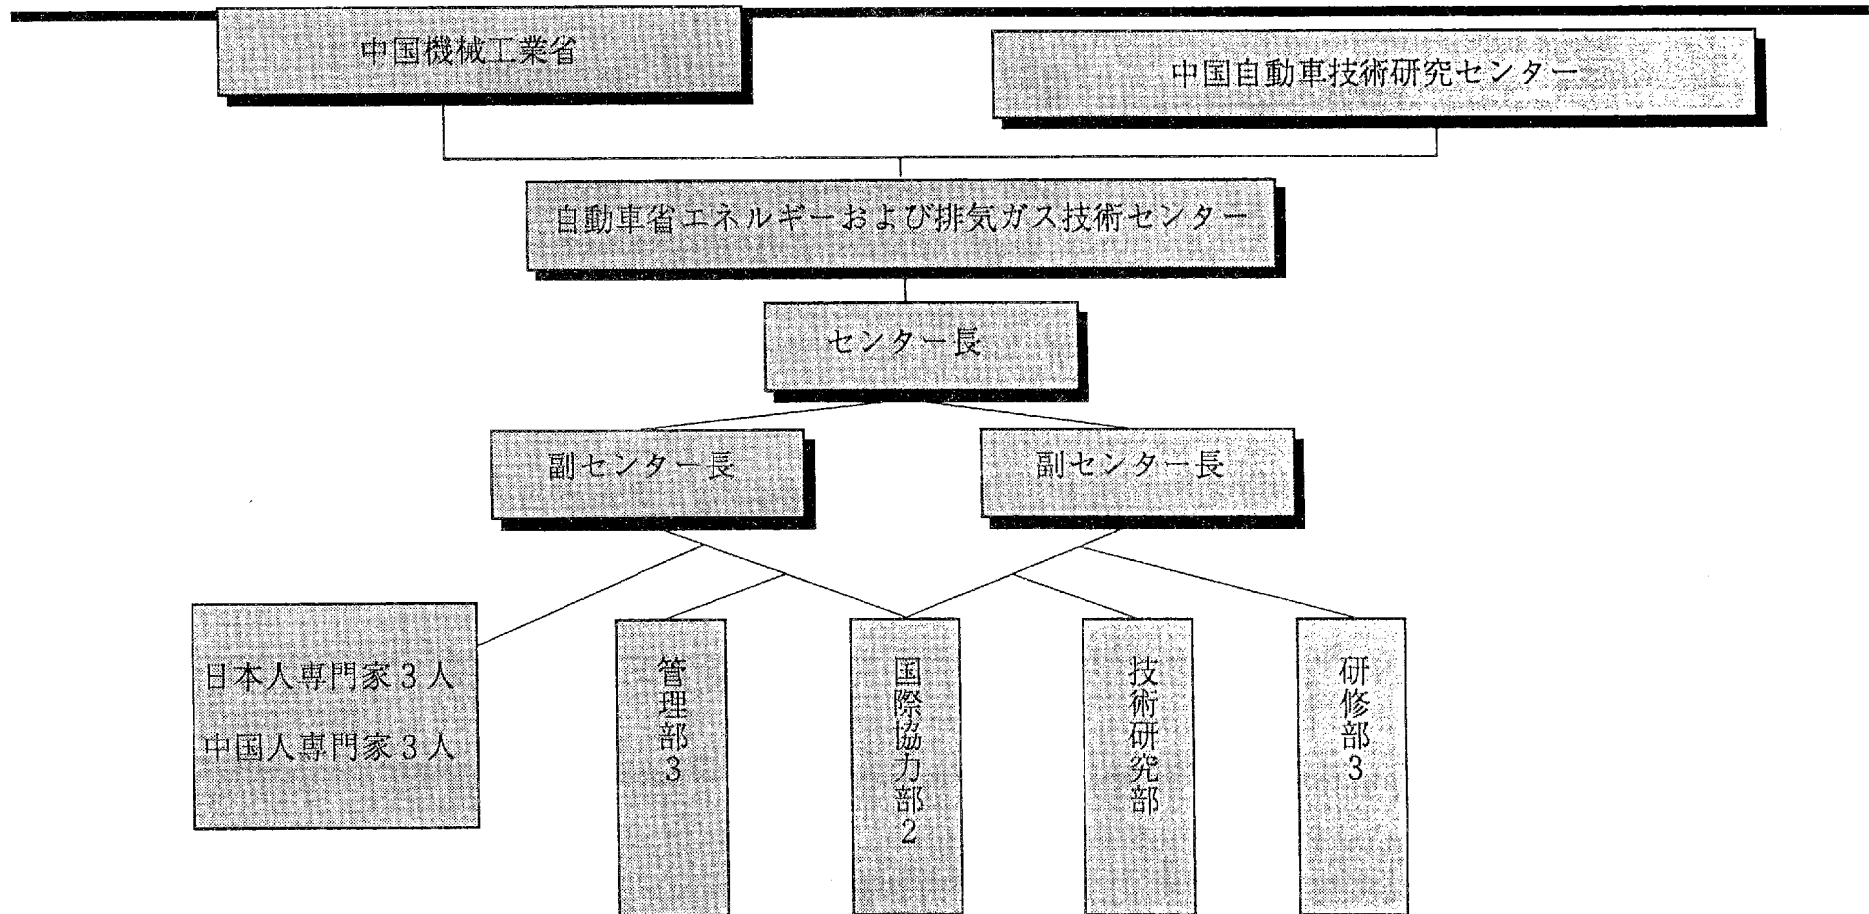 中国機械工業省
中国自動車技術研究センター
自動車省エネルギーおよび排気ガス技術センター
センター長
副センター長
副センター長
日本人専門家3人
中国人専門家3人
管理部3
国際協力部2
技術研究部
研修部3